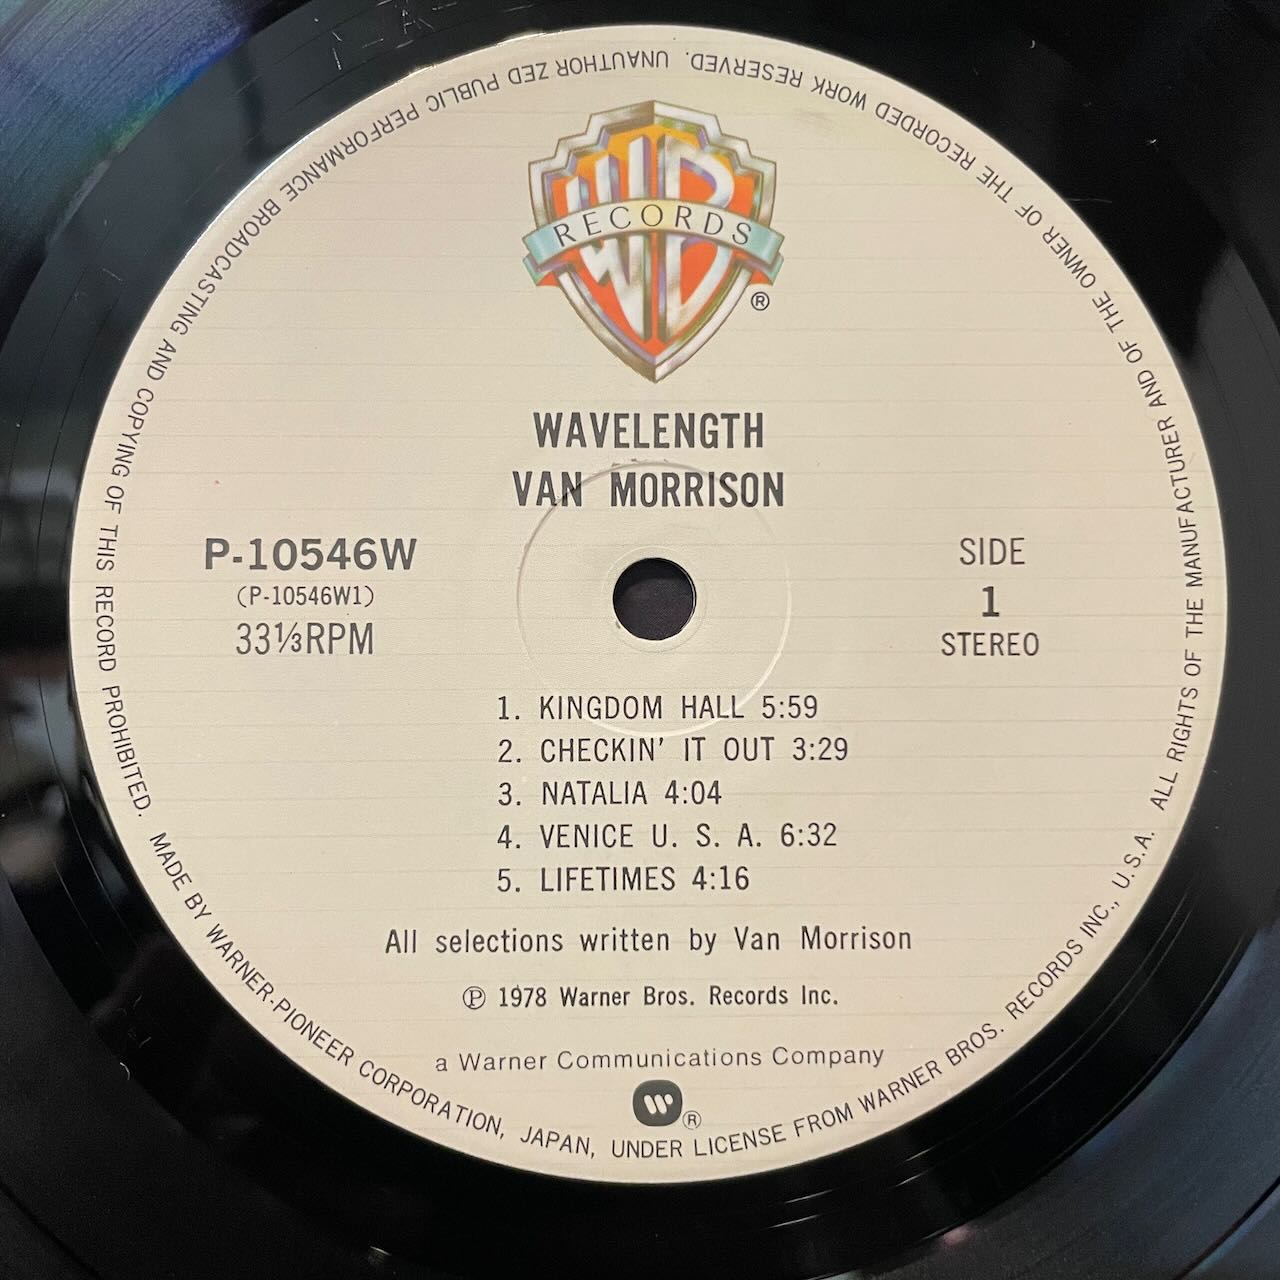 WB
RECORDS
®
WAVELENGTH
VAN MORRISON
P-10546W
(P-10546W1)
33⅓RPM
SIDE
1
STEREO
1. KINGDOM HALL 5:59
2. CHECKIN' IT OUT 3:29
3. NATALIA 4:04
4. VENICE U. S. A. 6:32
5. LIFETIMES 4:16
All selections written by Van Morrison
℗ 1978 Warner Bros. Records Inc.
a Warner Communications Company
W®
MADE BY WARNER-PIONEER CORPORATION, JAPAN, UNDER LICENSE FROM WARNER BROS. RECORDS INC., U.S.A. ALL RIGHTS OF THE MANUFACTURER AND OF THE OWNER OF THE RECORDED WORK RESERVED. UNAUTHOR ZED PUBLIC PERFORMANCE BROADCASTING AND COPYING OF THIS RECORD PROHIBITED.